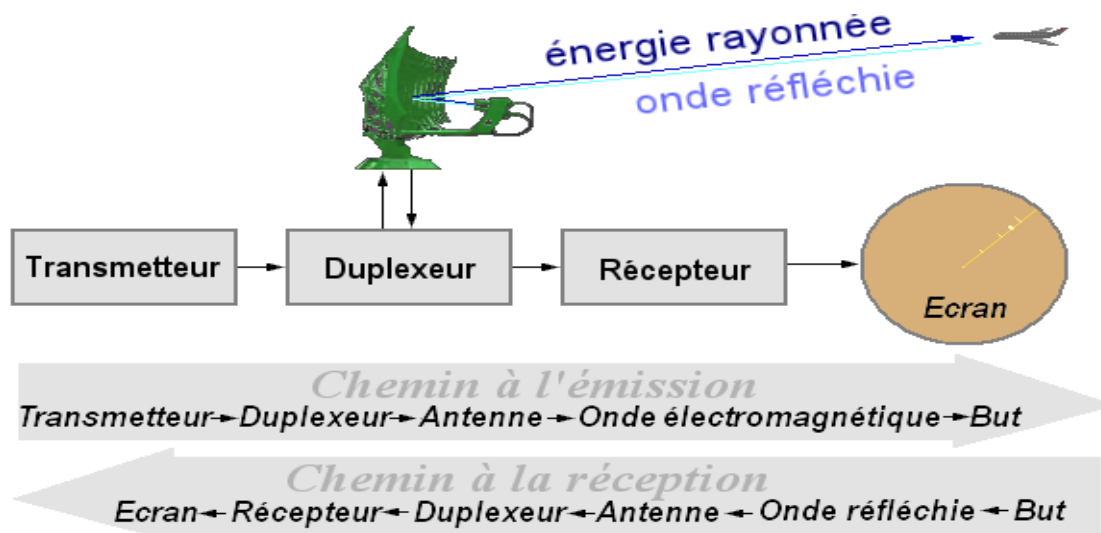 énergie rayonnée
onde réfléchie
Transmetteur
Duplexeur
Récepteur
Ecran
Chemin à l'émission
Transmetteur→Duplexeur→Antenne→Onde électromagnétique→But
Chemin à la réception
Ecran←Récepteur←Duplexeur←Antenne←Onde réfléchie←But